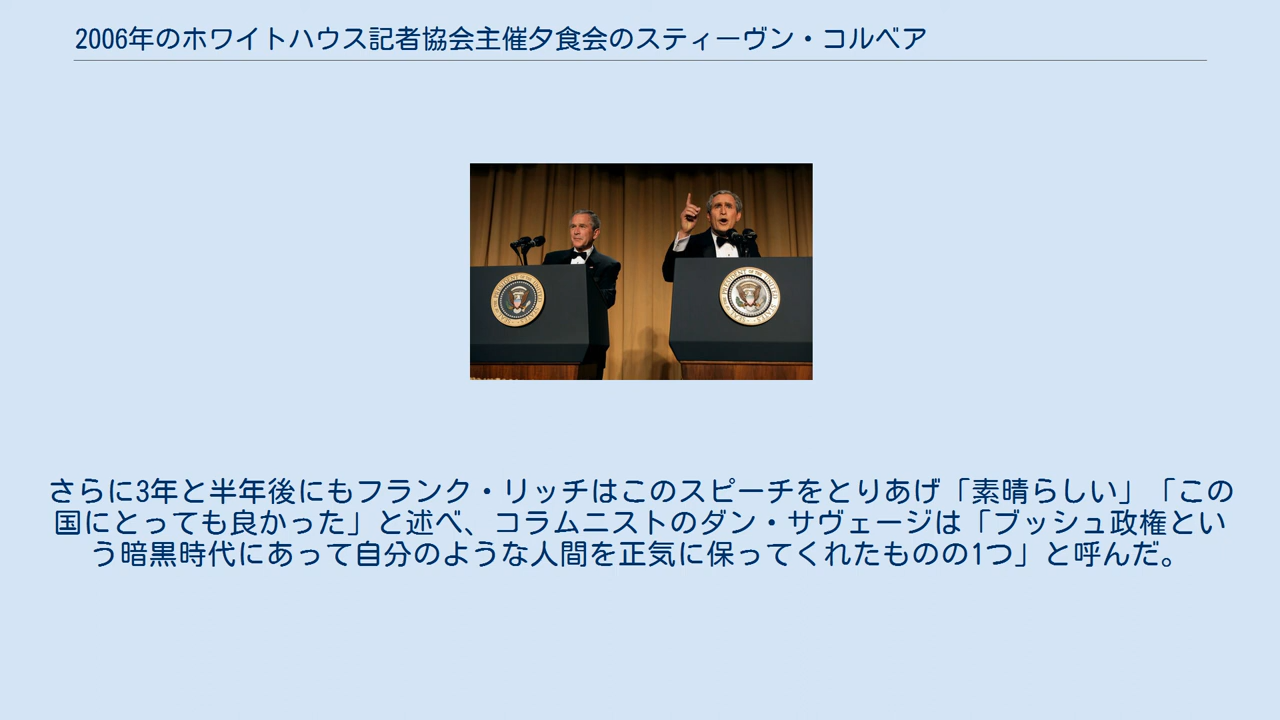 2006年のホワイトハウス記者協会主催夕食会のスティーヴン・コルベア
さらに3年と半年後にもフランク・リッチはこのスピーチをとりあげ「素晴らしい」「この
国にとっても良かった」と述べ、コラムニストのダン・サヴェージは「ブッシュ政権とい
う暗黒時代にあって自分のような人間を正気に保ってくれたものの1つ」と呼んだ。